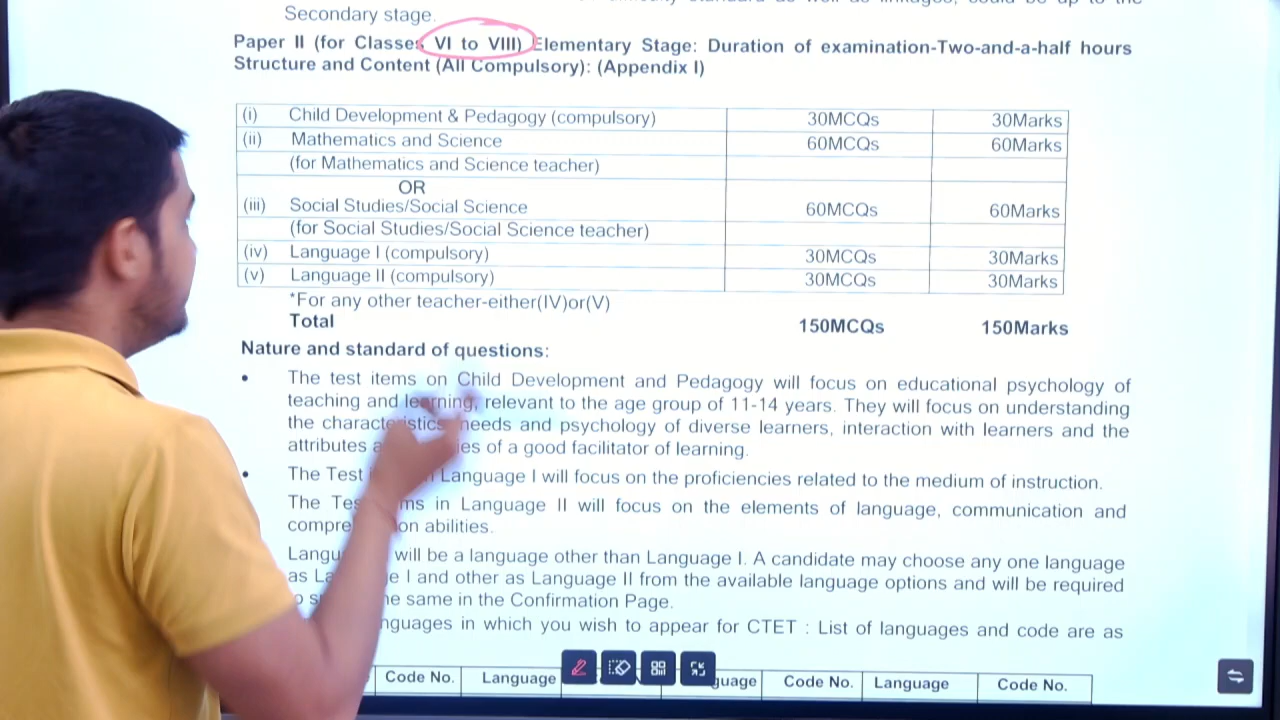 Secondary stage.
Paper II (for Classes VI to VIII) Elementary Stage: Duration of examination-Two-and-a-half hours
Structure and Content (All Compulsory): (Appendix I)
(i) Child Development & Pedagogy (compulsory) 30MCQs 30Marks
(ii) Mathematics and Science 60MCQs 60Marks
(for Mathematics and Science teacher)
OR
(iii) Social Studies/Social Science 60MCQs 60Marks
(for Social Studies/Social Science teacher)
(iv) Language I (compulsory) 30MCQs 30Marks
(v) Language II (compulsory) 30MCQs 30Marks
*For any other teacher-either(IV)or(V)
Total 150MCQs 150Marks
Nature and standard of questions:
• The test items on Child Development and Pedagogy will focus on educational psychology of
teaching and learning, relevant to the age group of 11-14 years. They will focus on understanding
the characteristics needs and psychology of diverse learners, interaction with learners and the
attributes of a good facilitator of learning.
• The Test Language I will focus on the proficiencies related to the medium of instruction.
The in Language II will focus on the elements of language, communication and
abilities.
will be a language other than Language I. A candidate may choose any one language
as I and other as Language II from the available language options and will be required
same in the Confirmation Page.
in which you wish to appear for CTET : List of languages and code are as
Code No. Language Code No. Language Code No.